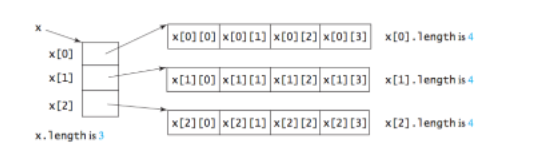 x
x[0][0] x[0][1] x[0][2] x[0][3] x[0].length is 4
x[0]
x[1] x[1][0] x[1][1] x[1][2] x[1][3] x[1].length is 4
x[2]
x[2][0] x[2][1] x[2][2] x[2][3] x[2].length is 4
x.length is 3